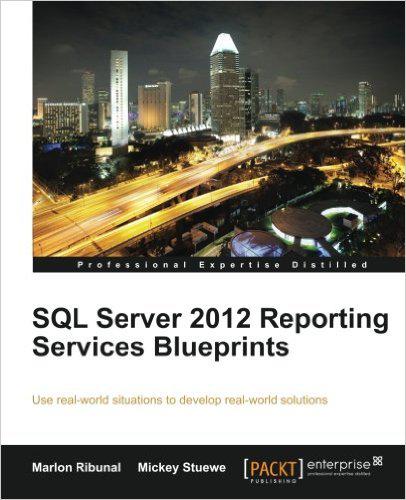 Professional Expertise Distilled
SQL Server 2012 Reporting
Services Blueprints
Use real-world situations to develop real-world solutions
Marlon Ribunal Mickey Stuewe
[PACKT]
PUBLISHING
enterprise
professional expertise distilled